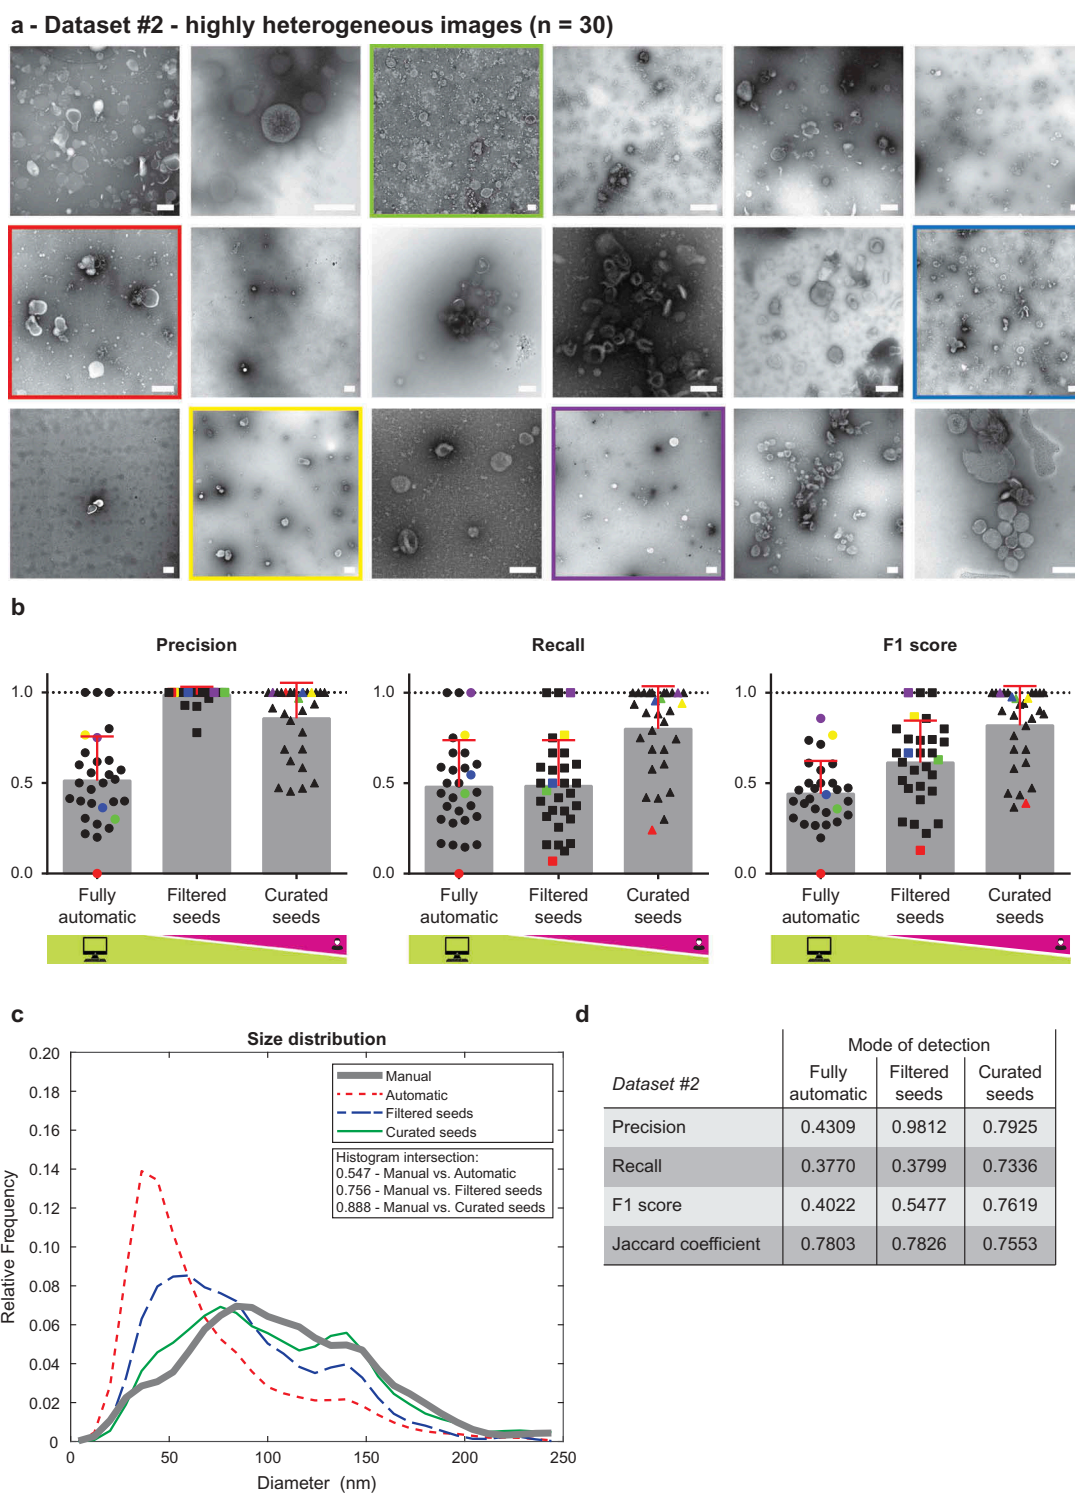 a - Dataset #2 - highly heterogeneous images (n = 30)
b
Precision
1.0
0.5
0.0
Fully automatic
Filtered seeds
Curated seeds
Recall
1.0
0.5
0.0
Fully automatic
Filtered seeds
Curated seeds
F1 score
1.0
0.5
0.0
Fully automatic
Filtered seeds
Curated seeds
c
Size distribution
Relative Frequency
0.20
0.18
0.16
0.14
0.12
0.10
0.08
0.06
0.04
0.02
0
0 50 100 150 200 250
Diameter (nm)
Manual
Automatic
Filtered seeds
Curated seeds
Histogram intersection:
0.547 - Manual vs. Automatic
0.756 - Manual vs. Filtered seeds
0.888 - Manual vs. Curated seeds
d
Mode of detection
Dataset #2 Fully automatic Filtered seeds Curated seeds
Precision 0.4309 0.9812 0.7925
Recall 0.3770 0.3799 0.7336
F1 score 0.4022 0.5477 0.7619
Jaccard coefficient 0.7803 0.7826 0.7553